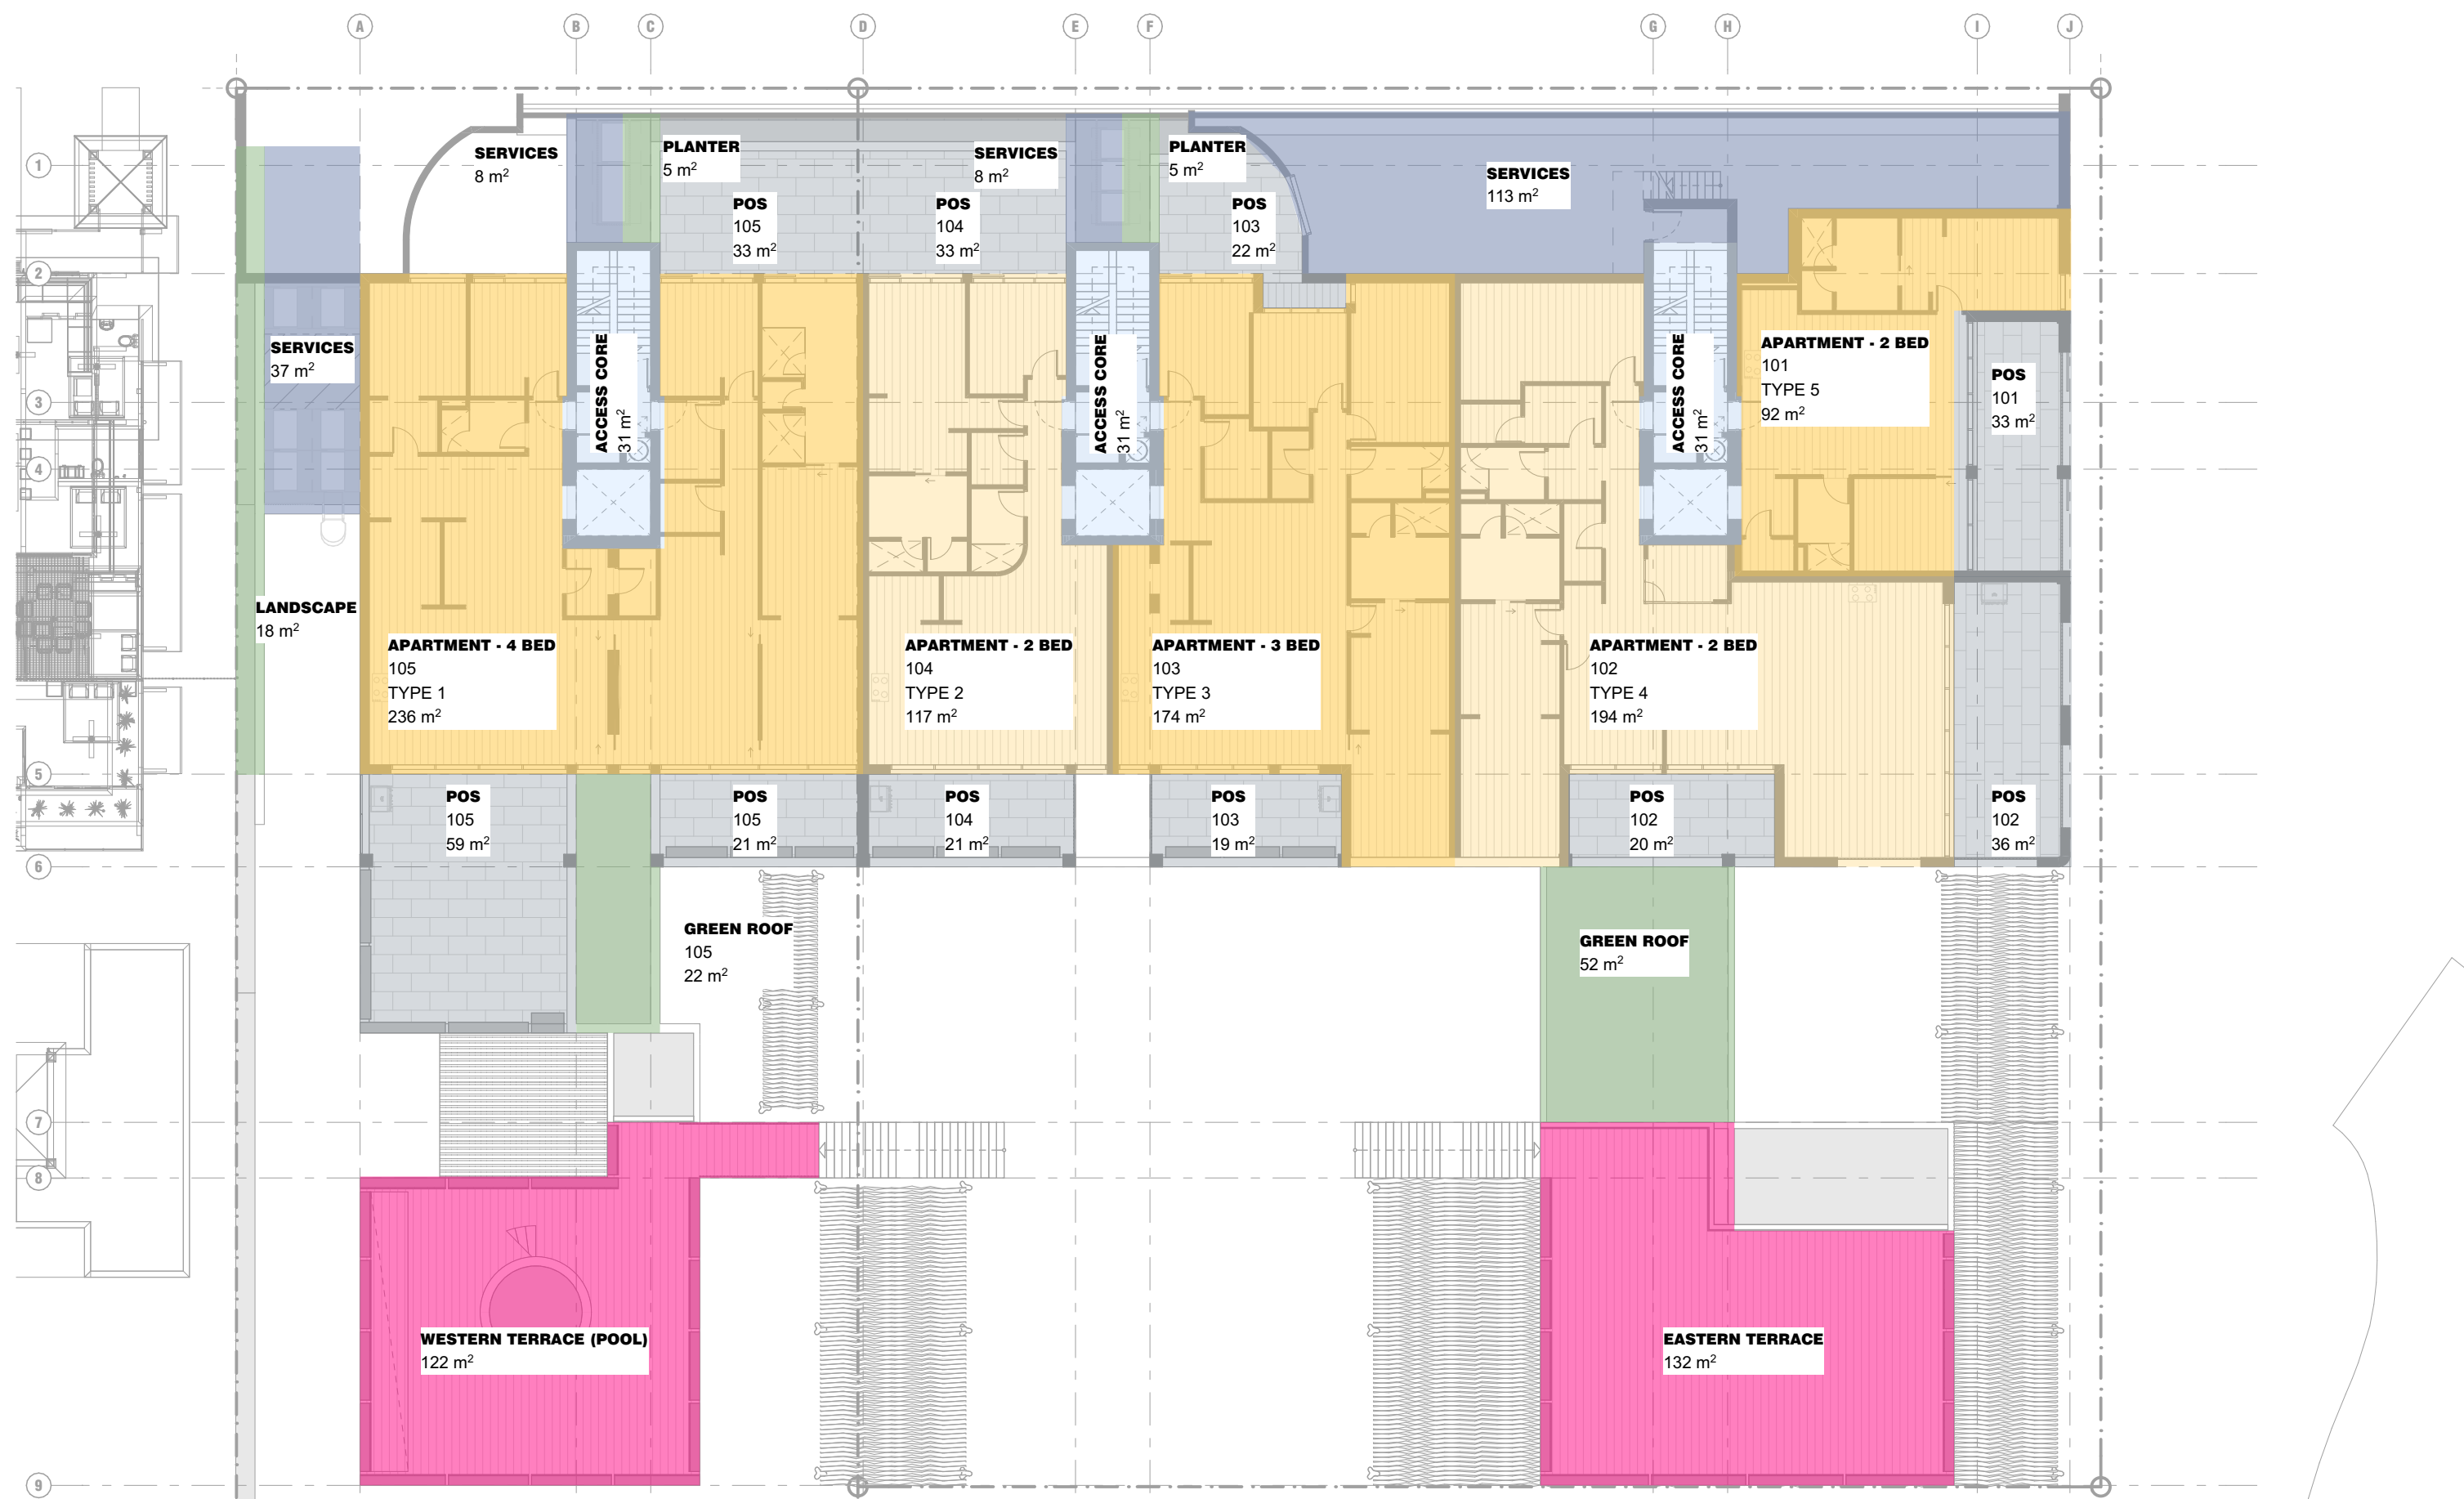 A B C D E F G H I J
1
2
3
4
5
6
7
8
9
SERVICES
8 m²
PLANTER
5 m²
POS
105
33 m²
POS
104
33 m²
SERVICES
8 m²
PLANTER
5 m²
POS
103
22 m²
SERVICES
113 m²
SERVICES
37 m²
ACCESS CORE
31 m²
ACCESS CORE
31 m²
ACCESS CORE
31 m²
APARTMENT - 2 BED
101
TYPE 5
92 m²
POS
101
33 m²
LANDSCAPE
18 m²
APARTMENT - 4 BED
105
TYPE 1
236 m²
APARTMENT - 2 BED
104
TYPE 2
117 m²
APARTMENT - 3 BED
103
TYPE 3
174 m²
APARTMENT - 2 BED
102
TYPE 4
194 m²
POS
105
59 m²
POS
105
21 m²
POS
104
21 m²
POS
103
19 m²
POS
102
20 m²
POS
102
36 m²
GREEN ROOF
105
22 m²
GREEN ROOF
52 m²
WESTERN TERRACE (POOL)
122 m²
EASTERN TERRACE
132 m²